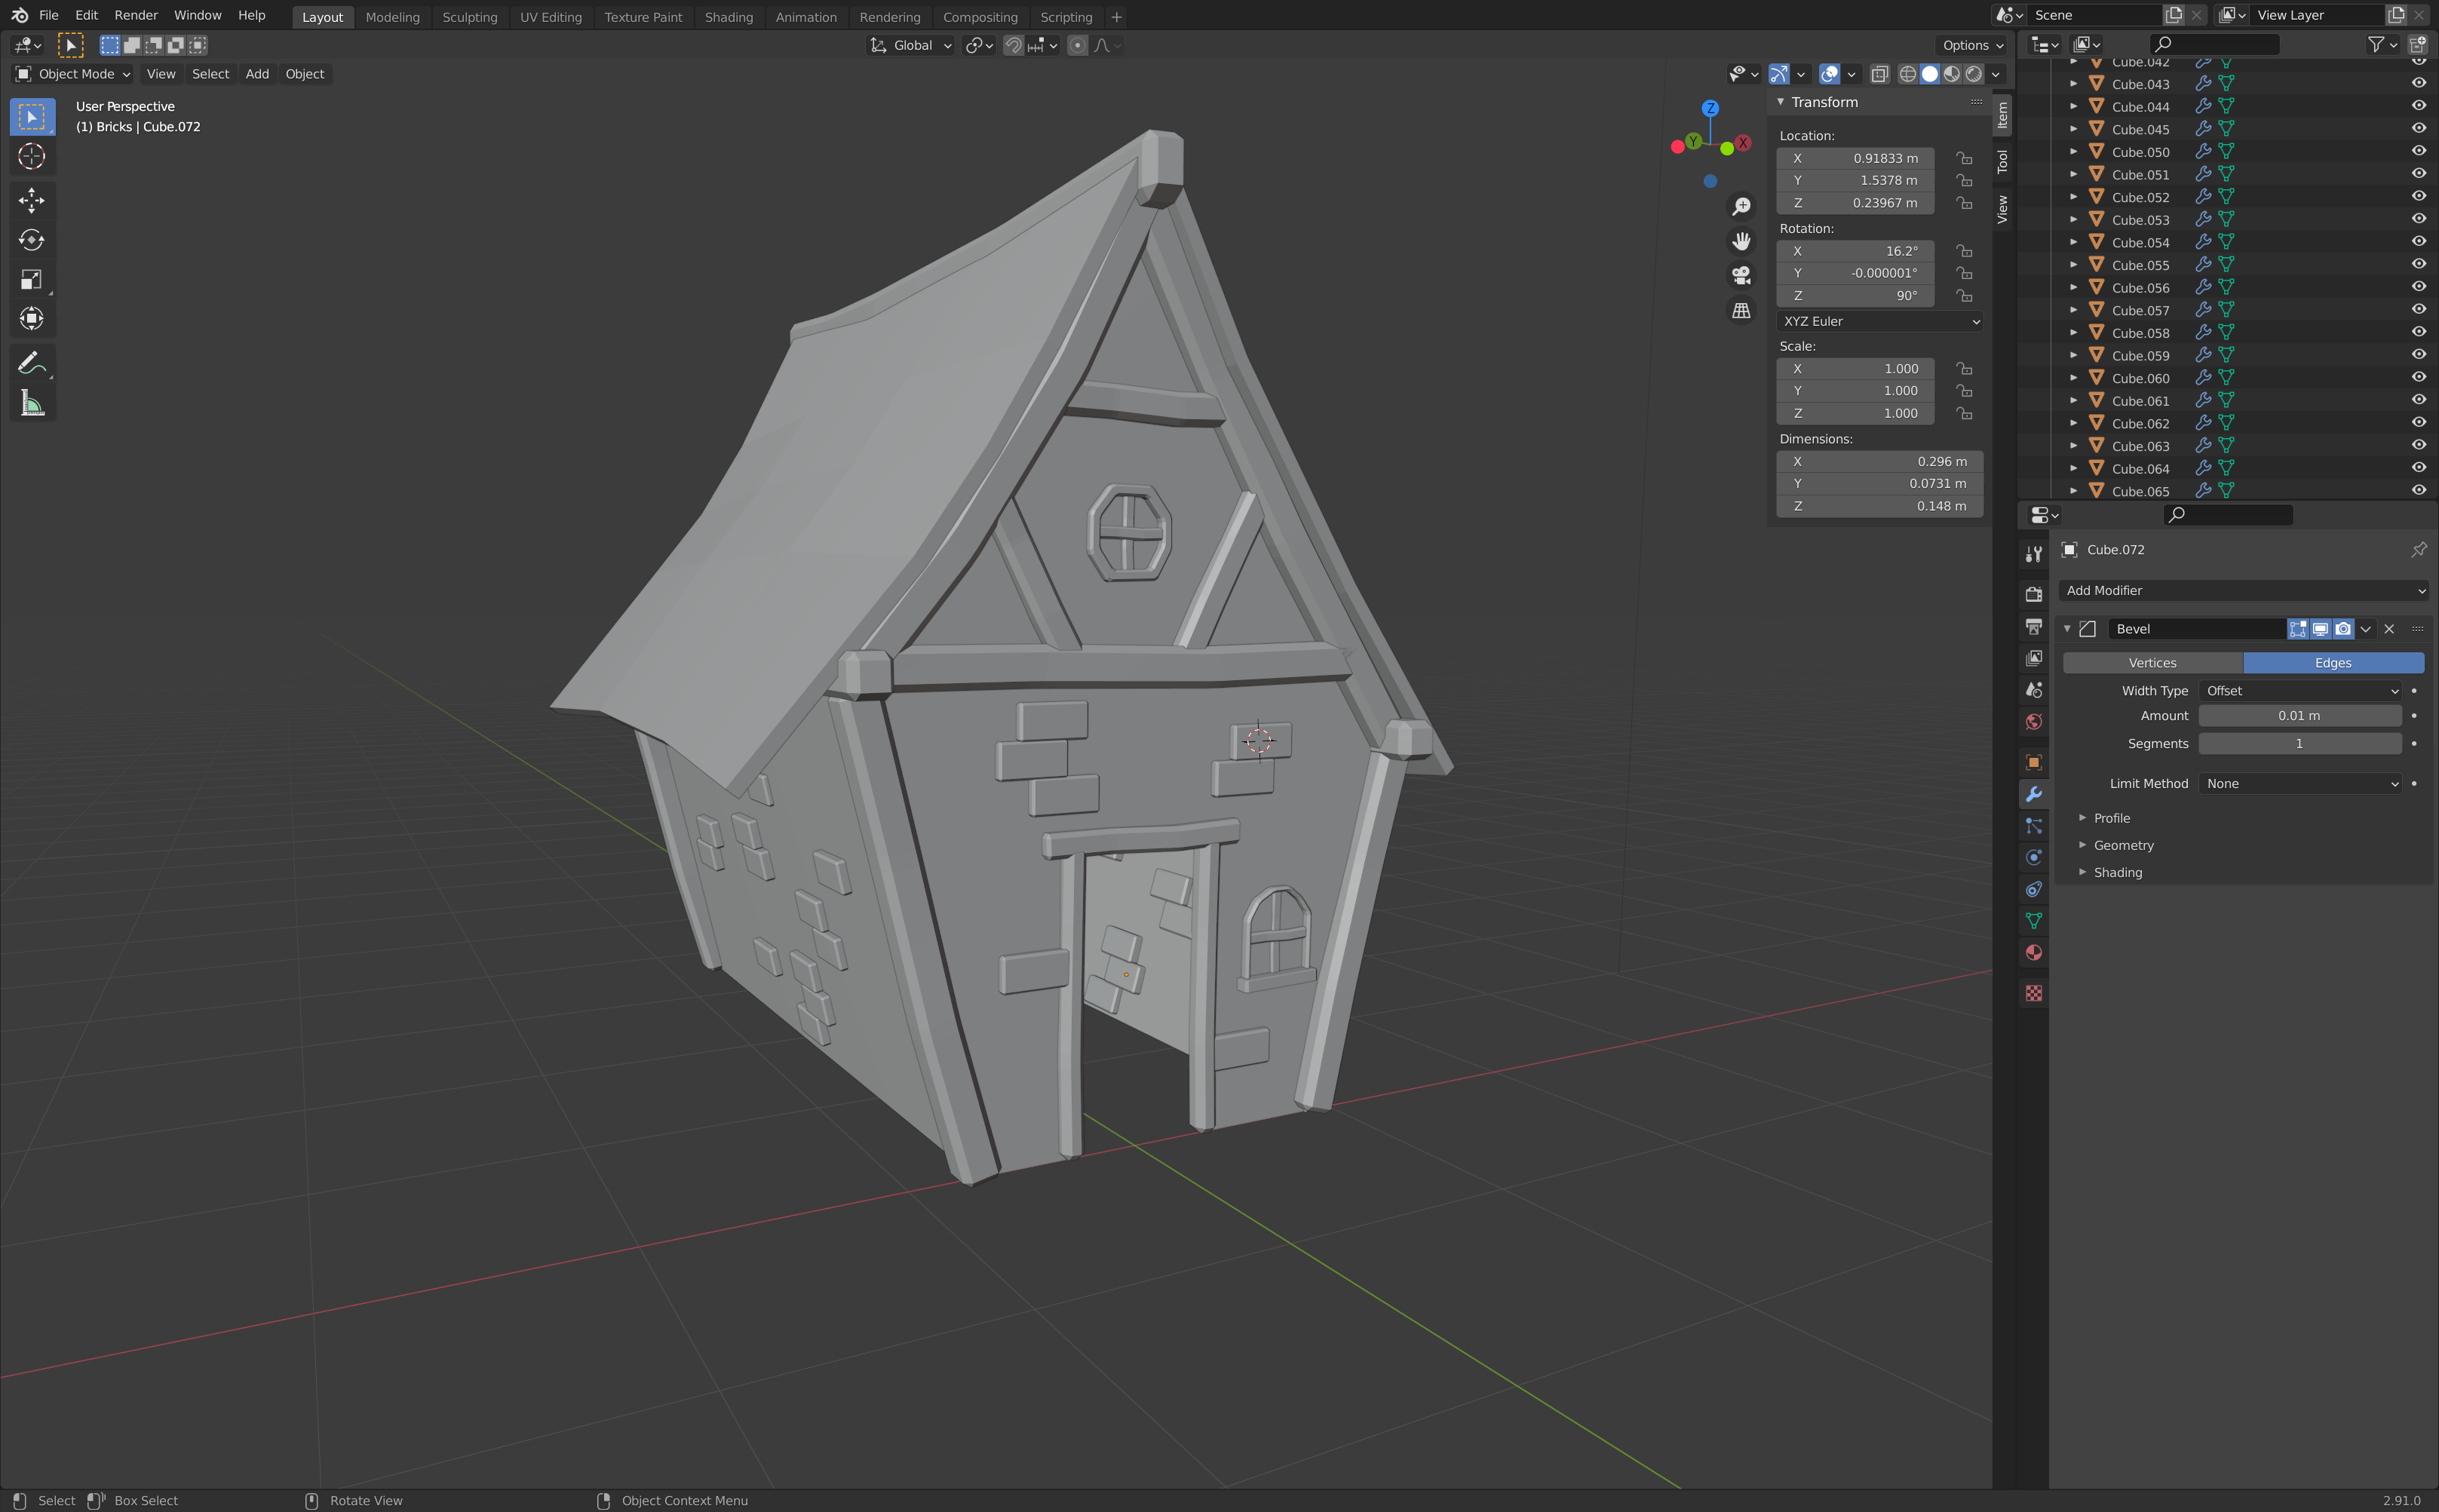 File Edit Render Window Help Layout Modeling Sculpting UV Editing Texture Paint Shading Animation Rendering Compositing Scripting + Scene View Layer
Global Options
Object Mode View Select Add Object
User Perspective
(1) Bricks | Cube.072
Z
Y X
Transform
Location:
X 0.91833 m
Y 1.5378 m
Z 0.23967 m
Rotation:
X 16.2°
Y -0.000001°
Z 90°
XYZ Euler
Scale:
X 1.000
Y 1.000
Z 1.000
Dimensions:
X 0.296 m
Y 0.0731 m
Z 0.148 m
Item
Tool
View
Cube.042
Cube.043
Cube.044
Cube.045
Cube.050
Cube.051
Cube.052
Cube.053
Cube.054
Cube.055
Cube.056
Cube.057
Cube.058
Cube.059
Cube.060
Cube.061
Cube.062
Cube.063
Cube.064
Cube.065
Cube.072
Add Modifier
Bevel
Vertices Edges
Width Type Offset
Amount 0.01 m
Segments 1
Limit Method None
Profile
Geometry
Shading
Select Box Select Rotate View Object Context Menu 2.91.0